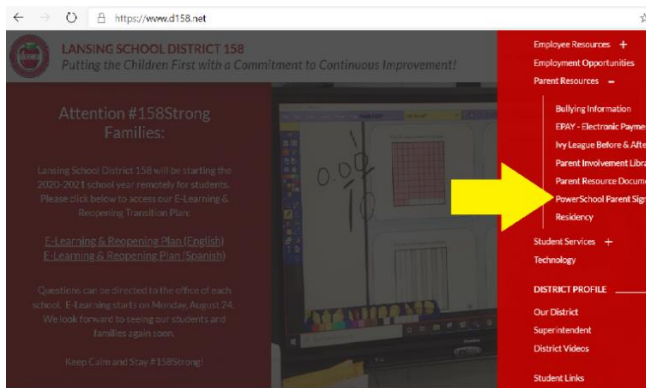 https://www.d158.net
LANSING SCHOOL DISTRICT 158
Putting the Children First with a Commitment to Continuous Improvement!
Attention #158Strong
Families:
Lansing School District 158 will be starting the
2020-2021 school year remotely for students.
Please click below to access our E-Learning &
Reopening Transition Plan:
E-Learning & Reopening Plan (English)
E-Learning & Reopening Plan (Spanish)
Questions can be directed to the office of each
school. E-Learning starts on Monday, August 24.
We look forward to seeing our students and
families again soon.
Keep Calm and Stay #158Strong!
0.00
Employee Resources +
Employment Opportunities
Parent Resources –
Bullying Information
EPAY - Electronic Payme
Ivy League Before & Afte
Parent Involvement Libra
Parent Resource Docume
PowerSchool Parent Sign
Residency
Student Services +
Technology
DISTRICT PROFILE
Our District
Superintendent
District Videos
Student Links